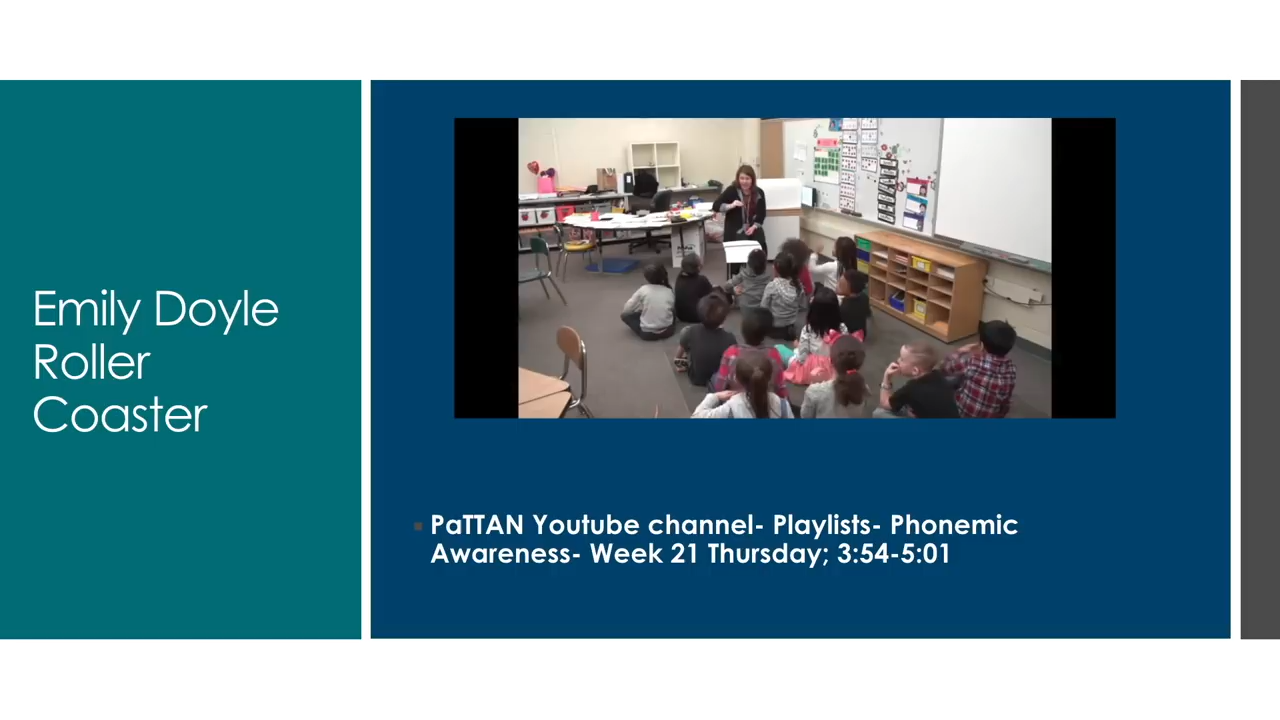 Emily Doyle
Roller
Coaster
PaTTAN Youtube channel- Playlists- Phonemic
Awareness- Week 21 Thursday; 3:54-5:01